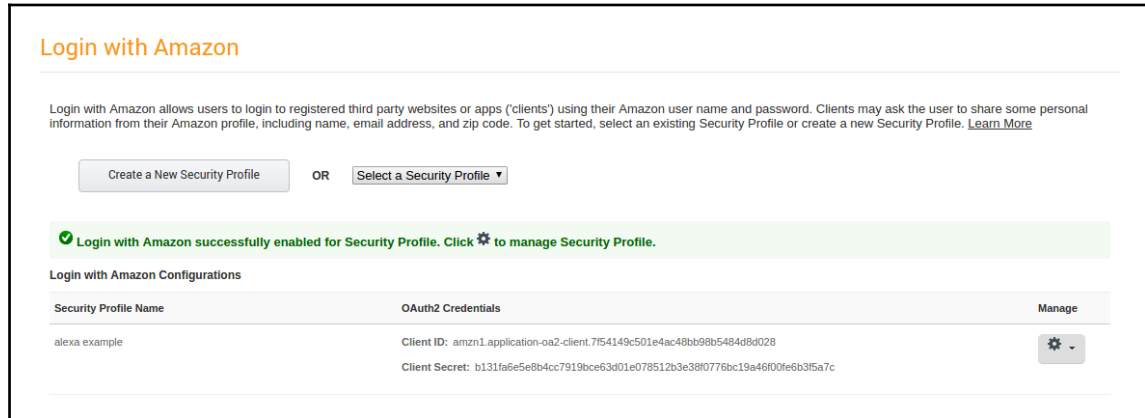 Login with Amazon
Login with Amazon allows users to login to registered third party websites or apps ('clients') using their Amazon user name and password. Clients may ask the user to share some personal
information from their Amazon profile, including name, email address, and zip code. To get started, select an existing Security Profile or create a new Security Profile. Learn More
Create a New Security Profile OR Select a Security Profile
Login with Amazon successfully enabled for Security Profile. Click to manage Security Profile.
Login with Amazon Configurations
Security Profile Name OAuth2 Credentials Manage
alexa example Client ID: amzn1.application-oa2-client.7f54149c501e4ac48bb98b5484d8d028
Client Secret: b131fa6e5e8b4cc7919bce63d01e078512b3e38f0776bc19a46f00fe6b3f5a7c